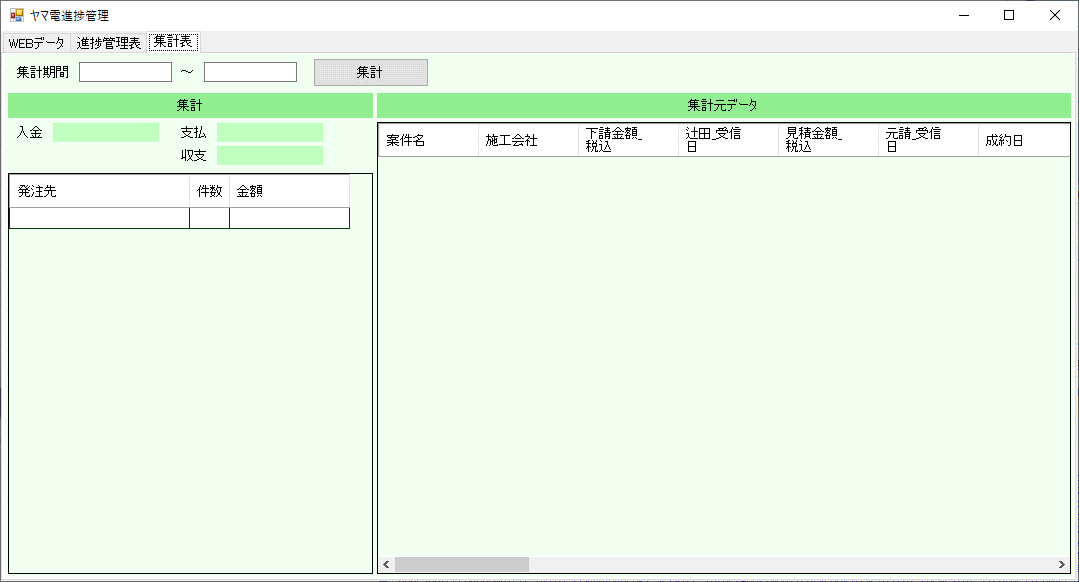 ヤマ電進捗管理
WEBデータ 進捗管理表 集計表
集計期間 ～ 集計
集計
入金 支払
収支
発注先 件数 金額
集計元データ
案件名 施工会社 下請金額_税込 辻田_受信日 見積金額_税込 元請_受信日 成約日